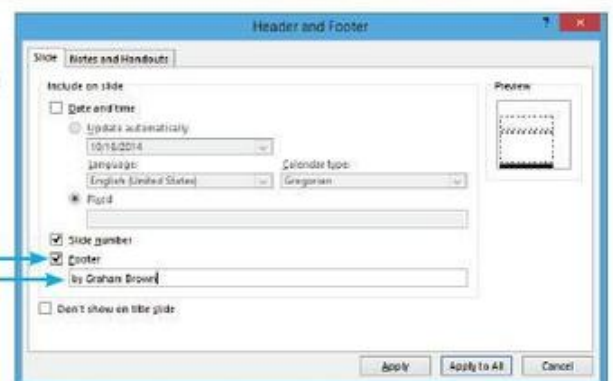 Header and Footer
Slide
Notes and Handouts
Include on slide
Preview
Date and time
Update automatically
10/16/2014
Language:
Calendar type:
English (United States)
Gregorian
Fixed
Slide number
Footer
by Graham Brown
Don't show on title slide
Apply
Apply to All
Cancel